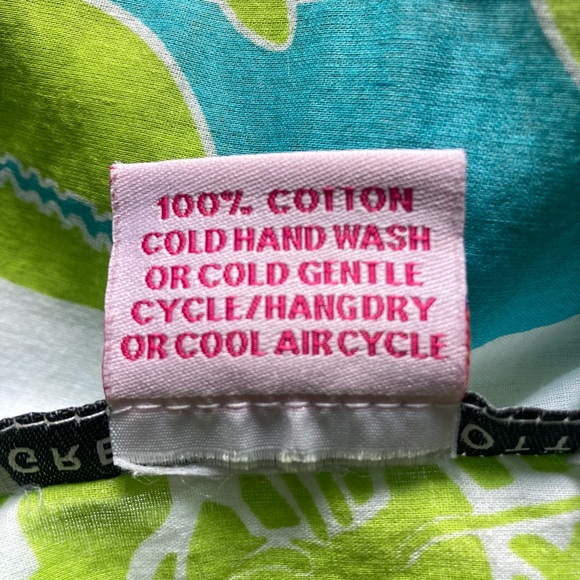 100% COTTON
COLD HAND WASH
OR COLD GENTLE
CYCLE/HANGDRY
OR COOL AIR CYCLE